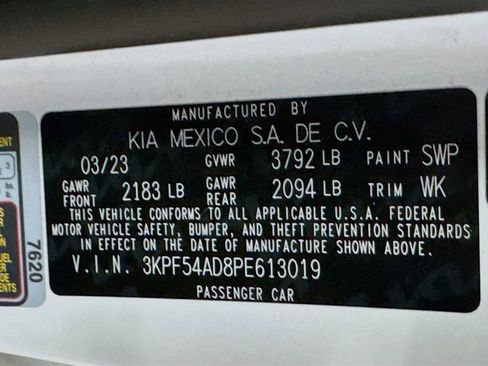 MANUFACTURED BY
KIA MEXICO S.A. DE C.V.
03/23 GVWR 3792 LB PAINT SWP
GAWR FRONT 2183 LB GAWR REAR 2094 LB TRIM WK
THIS VEHICLE CONFORMS TO ALL APPLICABLE U.S.A. FEDERAL
MOTOR VEHICLE SAFETY, BUMPER, AND THEFT PREVENTION STANDARDS
IN EFFECT ON THE DATE OF MANUFACTURE SHOWN ABOVE.
V.I.N. 3KPF54AD8PE613019
PASSENGER CAR
7620